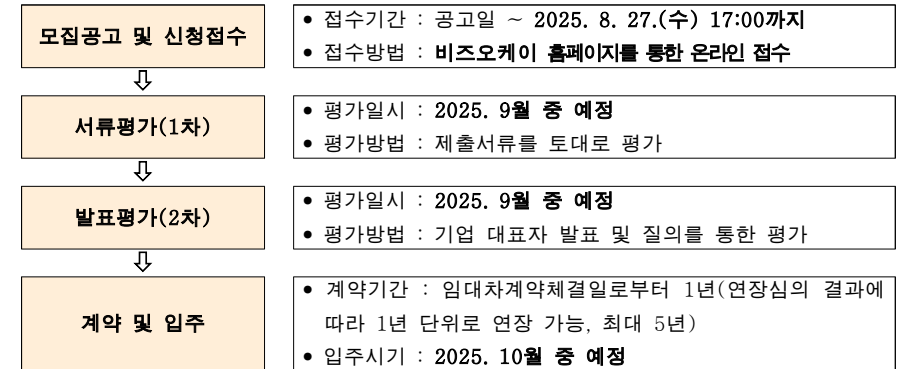 모집공고 및 신청접수
• 접수기간 : 공고일 ~ 2025. 8. 27.(수) 17:00까지
• 접수방법 : 비즈오케이 홈페이지를 통한 온라인 접수
⇩
서류평가(1차)
• 평가일시 : 2025. 9월 중 예정
• 평가방법 : 제출서류를 토대로 평가
⇩
발표평가(2차)
• 평가일시 : 2025. 9월 중 예정
• 평가방법 : 기업 대표자 발표 및 질의를 통한 평가
⇩
계약 및 입주
• 계약기간 : 임대차계약체결일로부터 1년(연장심의 결과에
따라 1년 단위로 연장 가능, 최대 5년)
• 입주시기 : 2025. 10월 중 예정